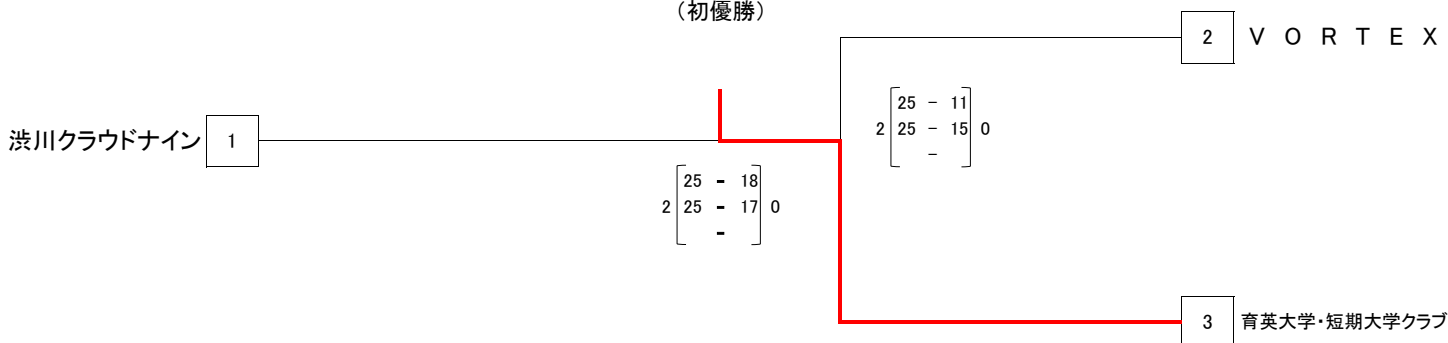 （初優勝）
2 ＶＯＲＴＥＸ
25 - 11
2 25 - 15 0
-
渋川クラウドナイン 1
25 - 18
2 25 - 17 0
-
3 育英大学・短期大学クラブ